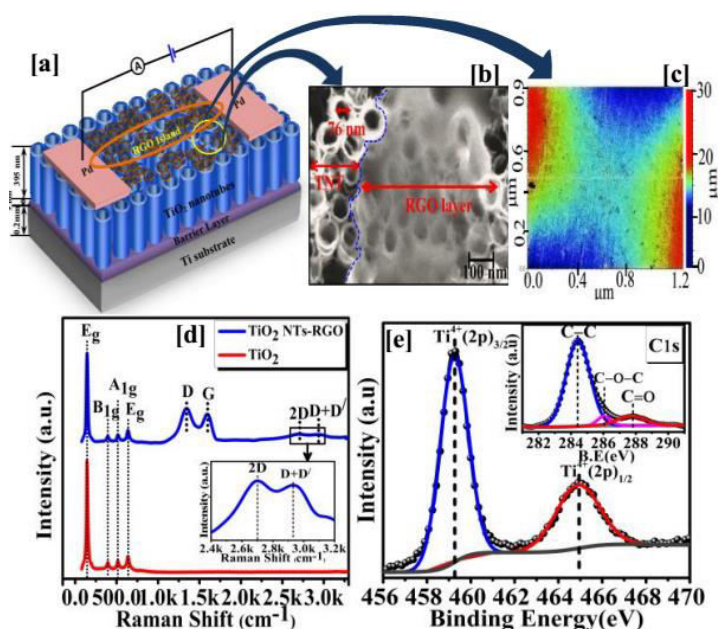 [a]
A
Pd
RGO Island
Pd
395 nm
TiO₂ nanotubes
0.2mm
Barrier Layer
Ti substrate
[b]
76 nm
TNT
RGO layer
100 nm
[c]
0.9
0.6
μm
0.2
0.0 0.4 0.8 1.2
μm
30
20
10
0
[d]
TiO₂ NTs-RGO
TiO₂
Eg
B1g
A1g
Eg
D
G
2D D+D/
Intensity (a.u.)
0.0 500.0 1.0k 1.5k 2.0k 2.5k 3.0k
Raman Shift (cm⁻¹)
2D
D+D/
Intensity (a.u.)
2.4k 2.6k 2.8k 3.0k 3.2k
Raman Shift (cm⁻¹)
[e]
Ti⁴⁺(2p)3/2
Ti⁴⁺(2p)1/2
Intensity (a.u)
456 458 460 462 464 466 468 470
Binding Energy(eV)
C1s
C–C
C–O–C
C=O
Intensity (a.u)
282 284 286 288 290
B.E(eV)